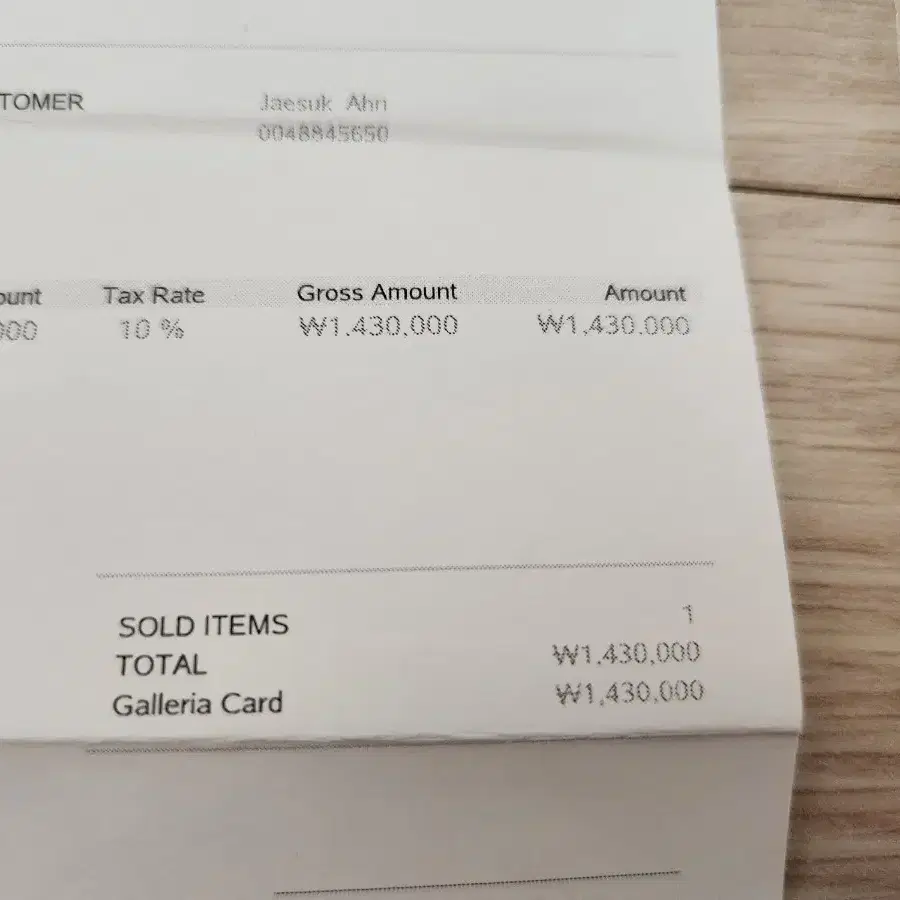 TOMER Jaesuk Ahn
0048845650
ount Tax Rate Gross Amount Amount
000 10 % ₩1.430,000 ₩1,430.000
SOLD ITEMS 1
TOTAL ₩1,430,000
Galleria Card ₩1,430,000